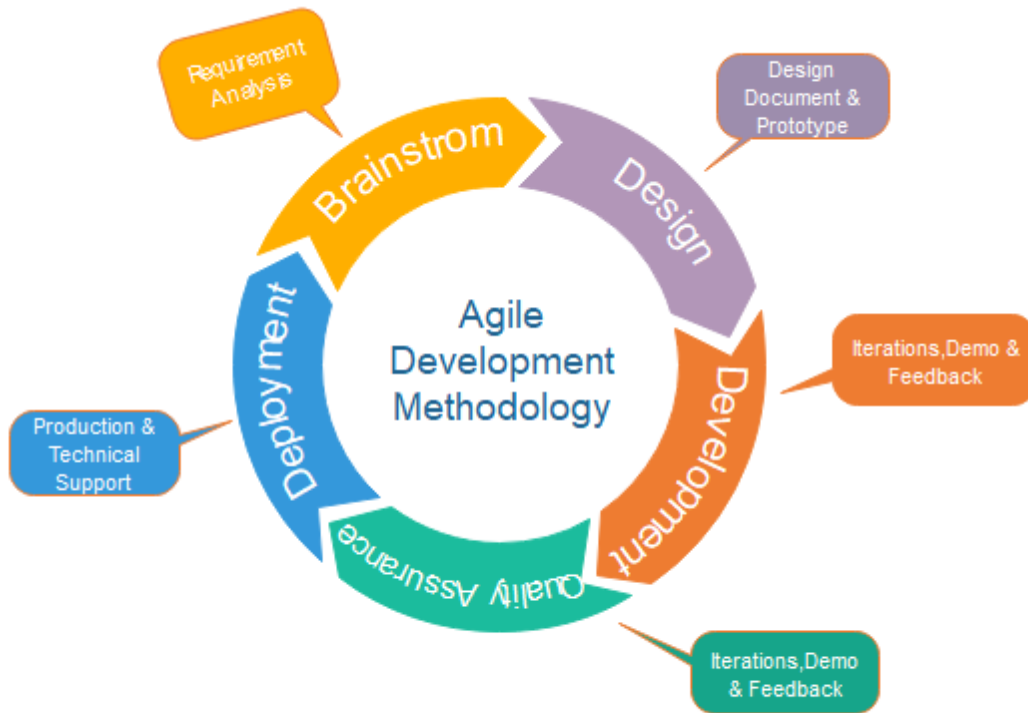 Requirement
Analysis
Brainstrom
Design
Document &
Prototype
Design
Agile
Development
Methodology
Iterations,Demo &
Feedback
Development
Deployment
Production &
Technical
Support
Quality Assurance
Iterations,Demo
& Feedback